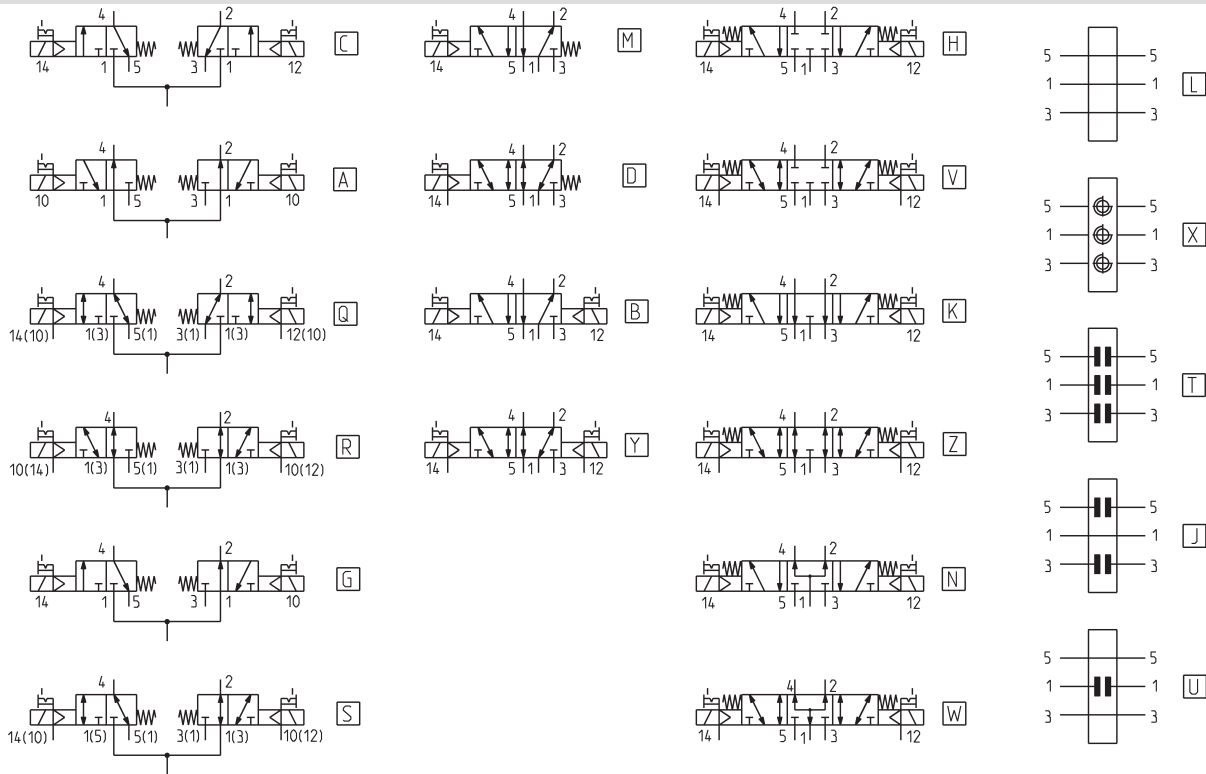 4 2 C 4 2 M 4 2 H
14 1 5 3 1 12 14 5 1 3 14 5 1 3 12
5 5
1 1 L
3 3
4 2 A 4 2 D 4 2 V
10 1 5 3 1 10 14 5 1 3 14 5 1 3 12
5 5
1 1 X
3 3
4 2 Q 4 2 B 4 2 K
14(10) 1(3) 5(1) 3(1) 1(3) 12(10) 14 5 1 3 12 14 5 1 3 12
5 5
1 1 T
3 3
4 2 R 4 2 Y 4 2 Z
10(14) 1(3) 5(1) 3(1) 1(3) 10(12) 14 5 1 3 12 14 5 1 3 12
5 5
1 1 J
3 3
4 2 G 4 2 N
14 1 5 3 1 10 14 5 1 3 12
5 5
1 1 U
3 3
4 2 S 4 2 W
14(10) 1(5) 5(1) 3(1) 1(3) 10(12) 14 5 1 3 12